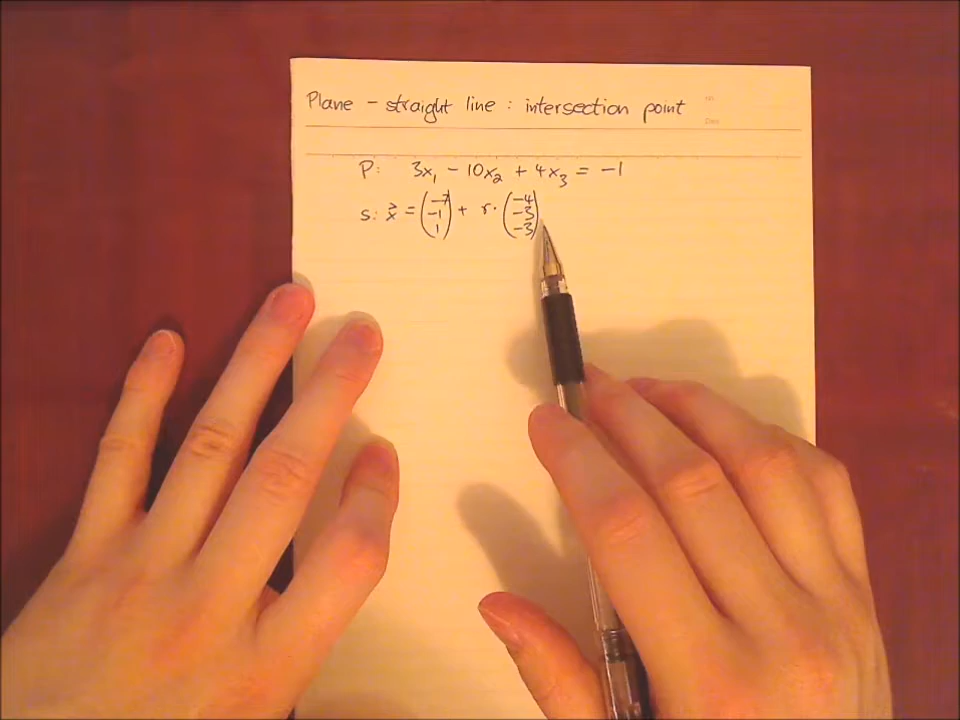 Plane - straight line : intersection point
P: 3x₁ - 10x₂ + 4x₃ = -1
s: x⃗ = (-7 -1 1) + r · (-4 -3 -3)